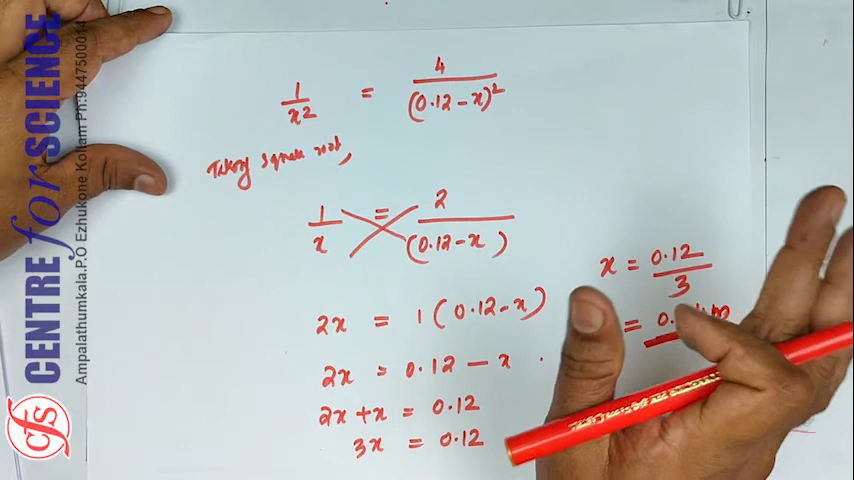 1/x² = 4/(0.12 - x)²
Taking square root,
1/x = 2/(0.12 - x)
2x = 1(0.12 - x)
2x = 0.12 - x.
2x + x = 0.12
3x = 0.12
x = 0.12/3
CENTRE for SCIENCE
Ampalathumkala.P.O Ezhukone Kollam Ph:9447500014
CfS